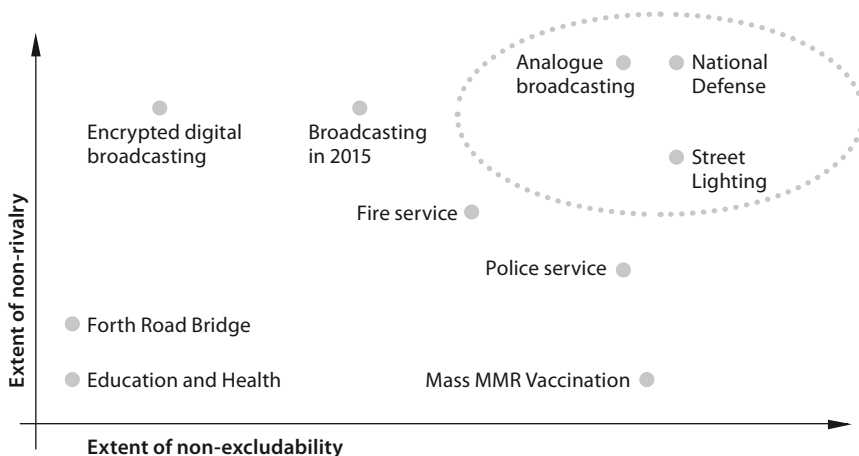 Analogue
broadcasting
National
Defense
Encrypted digital
broadcasting
Broadcasting
in 2015
Street
Lighting
Fire service
Police service
Forth Road Bridge
Education and Health
Mass MMR Vaccination
Extent of non-rivalry
Extent of non-excludability